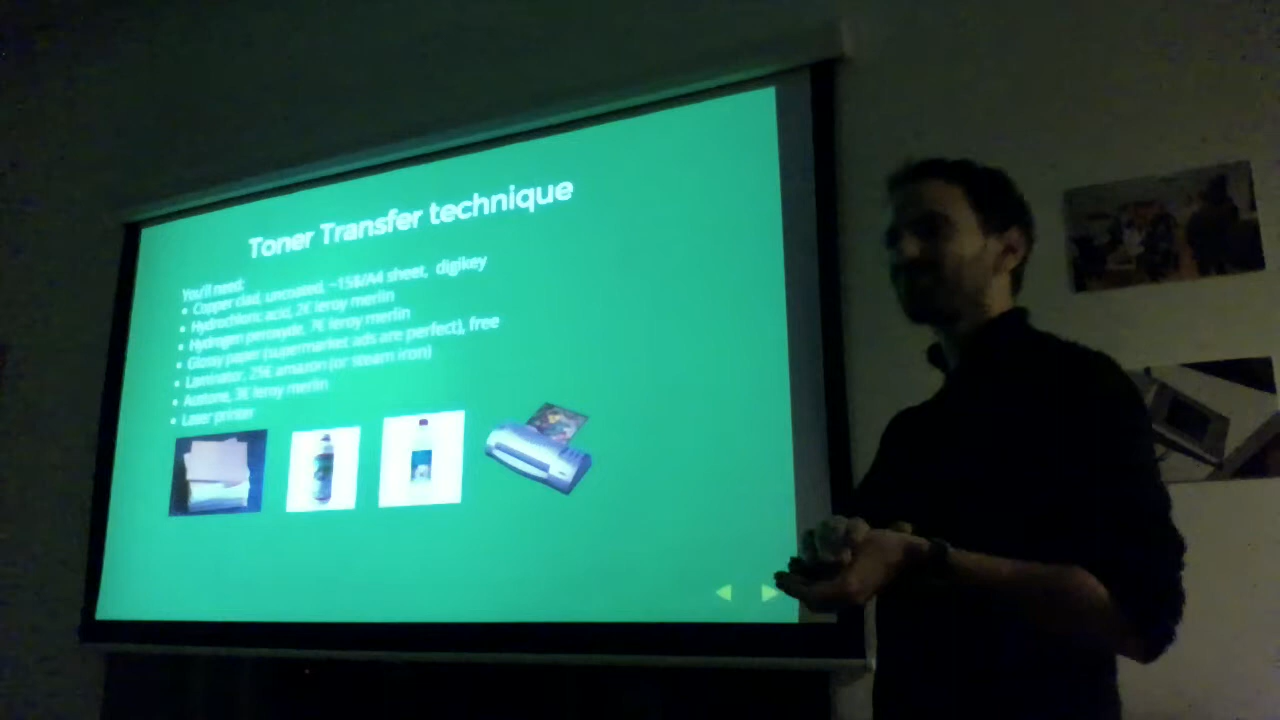 Toner Transfer technique
You'll need:
• Copper clad, uncoated, ~15$/A4 sheet, digikey
• Hydrochloric acid, 2€ leroy merlin
• Hydrogen peroxide, 7€ leroy merlin
• Glossy paper (supermarket ads are perfect), free
• Laminator, 25€ amazon (or steam iron)
• Acetone, 3€ leroy merlin
• Laser printer